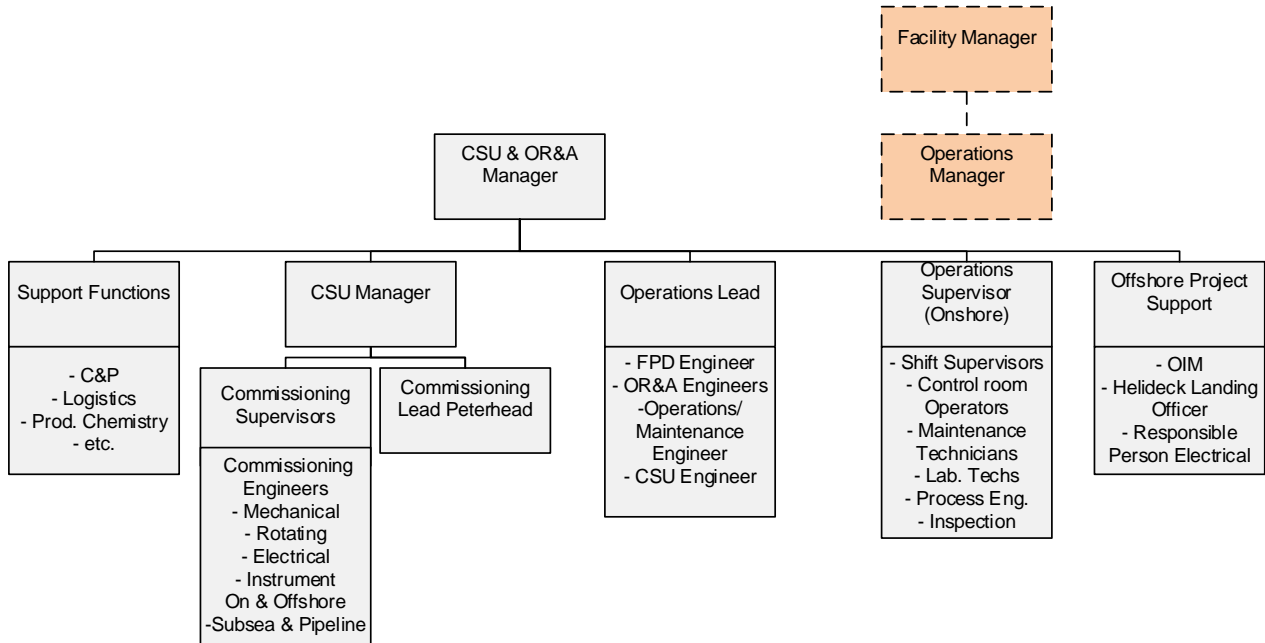 Facility Manager
Operations
Manager
CSU & OR&A
Manager
Support Functions
- C&P
- Logistics
- Prod. Chemistry
- etc.
CSU Manager
Commissioning
Supervisors
Commissioning
Engineers
- Mechanical
- Rotating
- Electrical
- Instrument
On & Offshore
-Subsea & Pipeline
Commissioning
Lead Peterhead
Operations Lead
- FPD Engineer
- OR&A Engineers
-Operations/
Maintenance
Engineer
- CSU Engineer
Operations
Supervisor
(Onshore)
- Shift Supervisors
- Control room
Operators
- Maintenance
Technicians
- Lab. Techs
- Process Eng.
- Inspection
Offshore Project
Support
- OIM
- Helideck Landing
Officer
- Responsible
Person Electrical